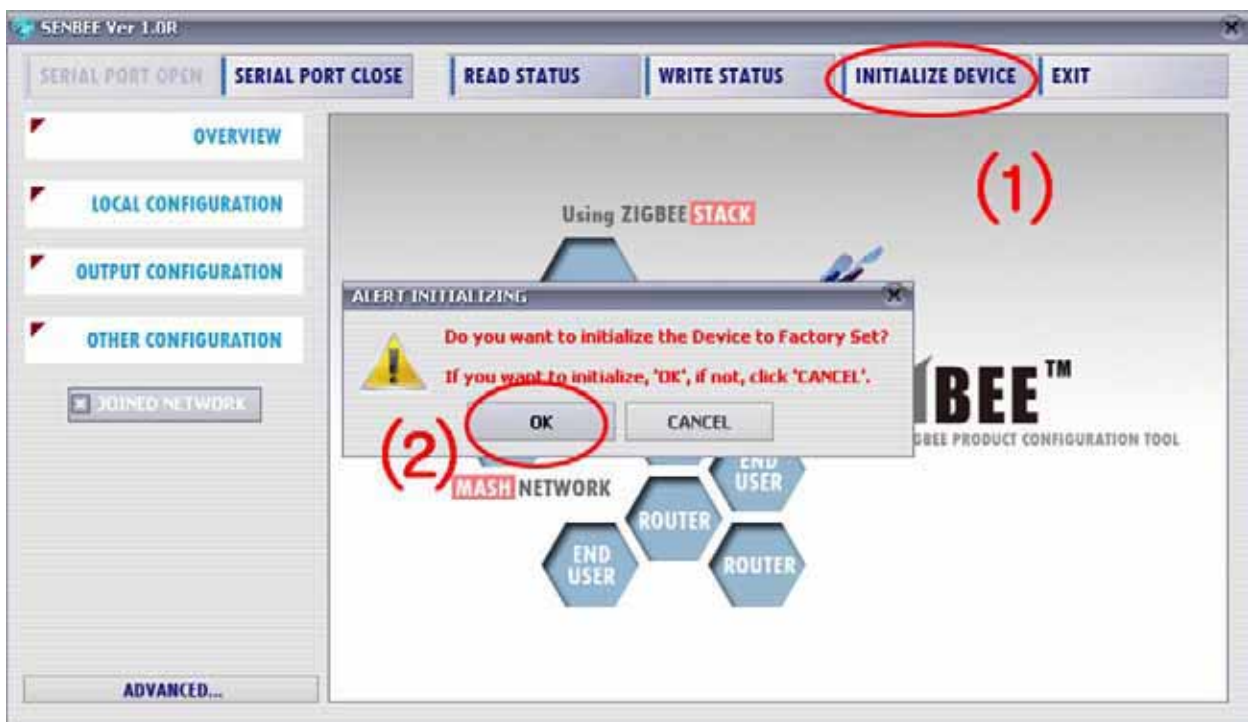 SENBEE Ver 1.0R
SERIAL PORT OPEN
SERIAL PORT CLOSE
READ STATUS
WRITE STATUS
INITIALIZE DEVICE
EXIT
(1)
OVERVIEW
LOCAL CONFIGURATION
OUTPUT CONFIGURATION
OTHER CONFIGURATION
JOINED NETWORK
ADVANCED...
Using ZIGBEE STACK
ALERT INITIALIZING
Do you want to initialize the Device to Factory Set?
If you want to initialize, 'OK', if not, click 'CANCEL'.
OK
CANCEL
(2)
BEE™
PRODUCT CONFIGURATION TOOL
MASH NETWORK
END
USER
ROUTER
END
USER
ROUTER